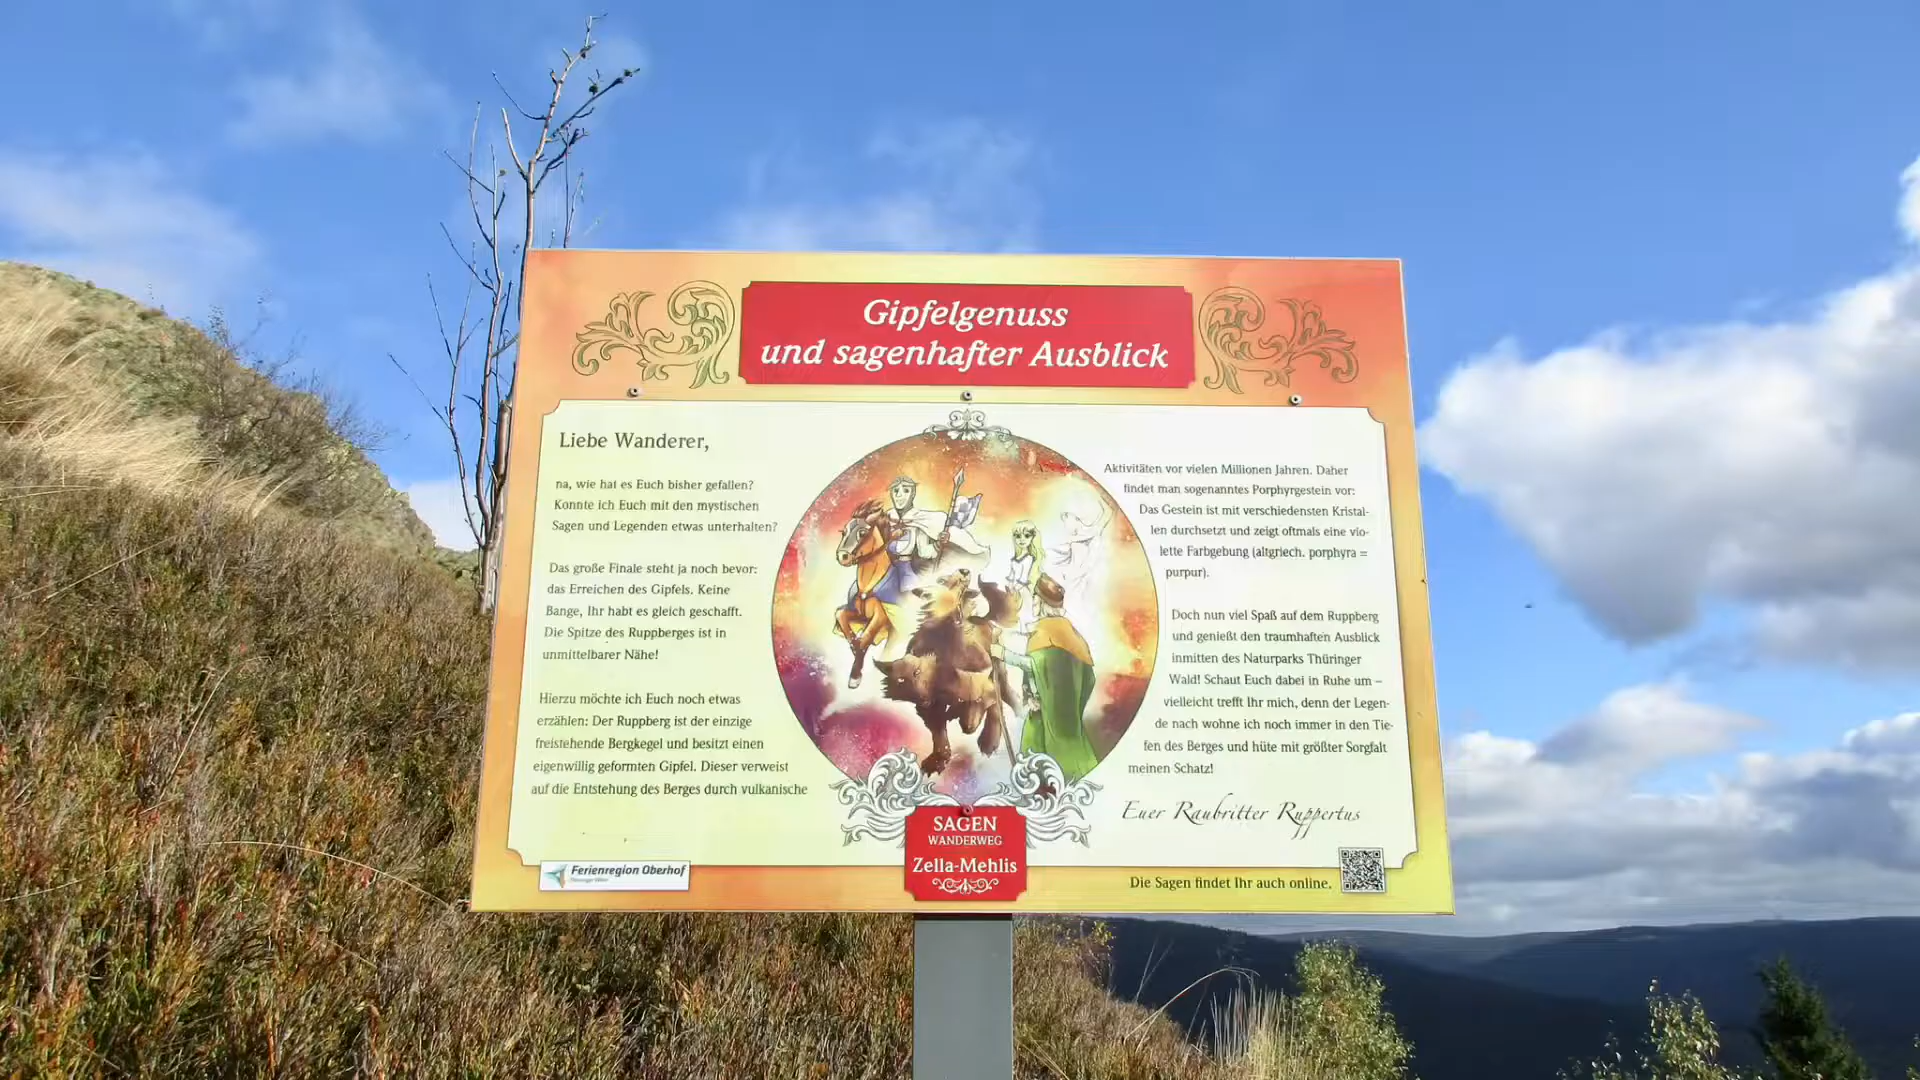 Gipfelgenuss
und sagenhafter Ausblick
Liebe Wanderer,
na, wie hat es Euch bisher gefallen?
Konnte ich Euch mit den mystischen
Sagen und Legenden etwas unterhalten?
Das große Finale steht ja noch bevor:
das Erreichen des Gipfels. Keine
Bange, Ihr habt es gleich geschafft.
Die Spitze des Ruppberges ist in
unmittelbarer Nähe!
Hierzu möchte ich Euch noch etwas
erzählen: Der Ruppberg ist der einzige
freistehende Bergkegel und besitzt einen
eigenwillig geformten Gipfel. Dieser verweist
auf die Entstehung des Berges durch vulkanische
Aktivitäten vor vielen Millionen Jahren. Daher
findet man sogenanntes Porphyrgestein vor:
Das Gestein ist mit verschiedensten Kristal-
len durchsetzt und zeigt oftmals eine vio-
lette Farbgebung (altgriech. porphyra =
purpur).
Doch nun viel Spaß auf dem Ruppberg
und genießt den traumhaften Ausblick
inmitten des Naturparks Thüringer
Wald! Schaut Euch dabei in Ruhe um –
vielleicht trefft Ihr mich, denn der Legen-
de nach wohne ich noch immer in den Tie-
fen des Berges und hüte mit größter Sorgfalt
meinen Schatz!
Euer Raubritter Ruppertus
SAGEN
WANDERWEG
Zella-Mehlis
Ferienregion Oberhof
Die Sagen findet Ihr auch online.